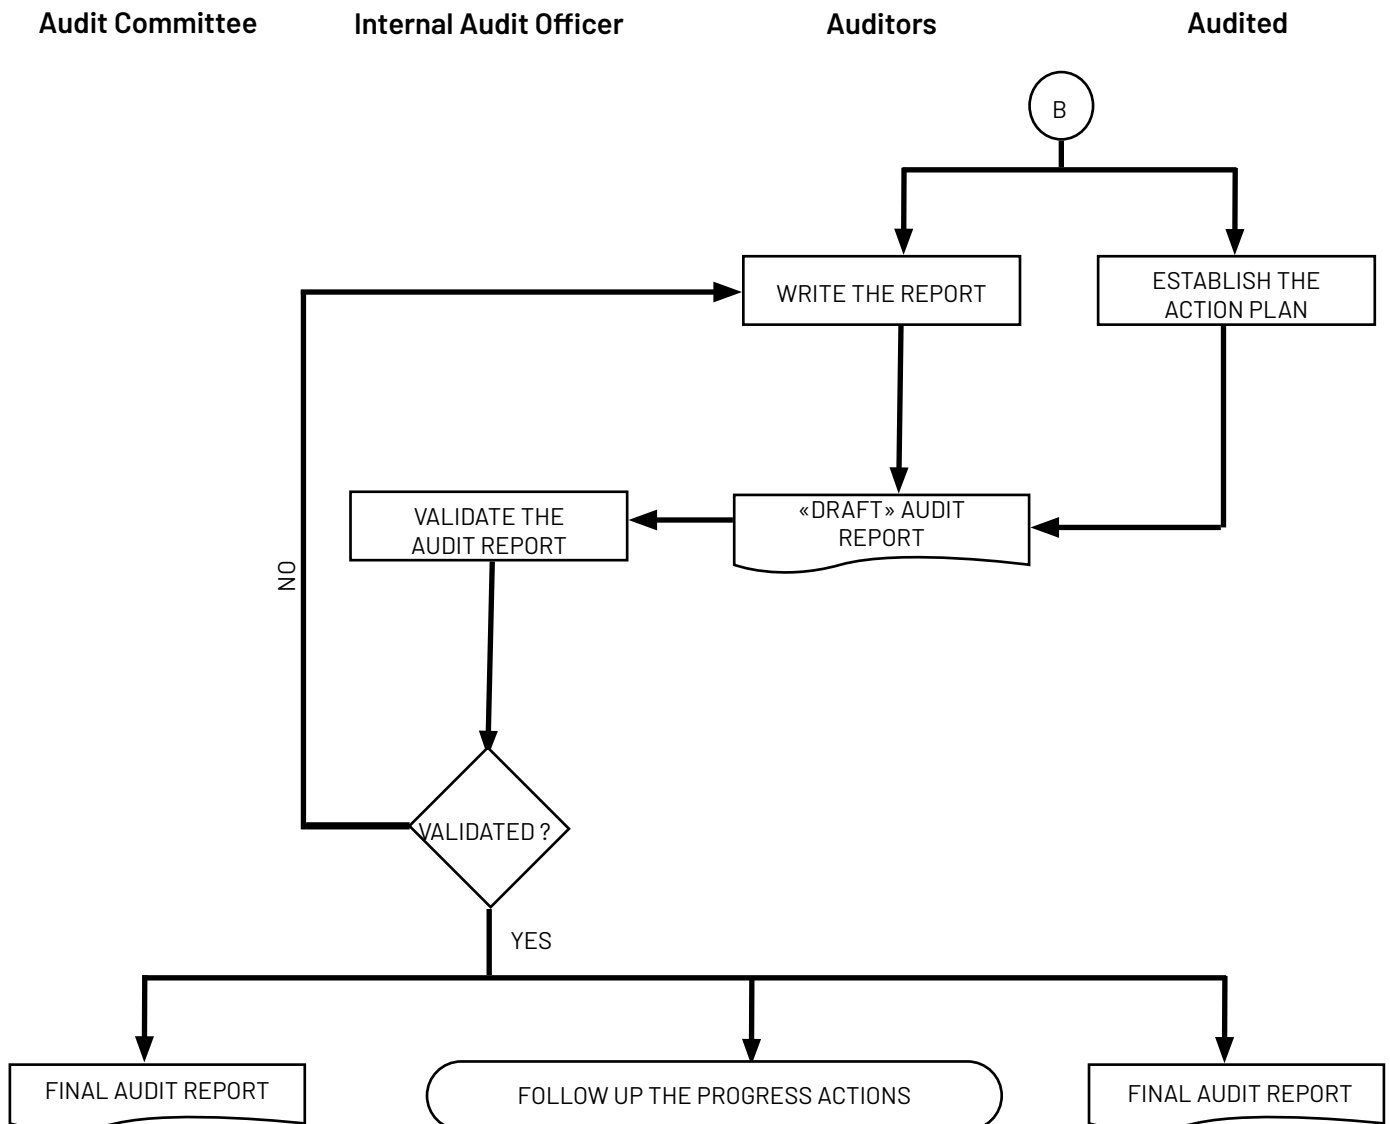 Audit Committee
Internal Audit Officer
Auditors
Audited
B
WRITE THE REPORT
ESTABLISH THE
ACTION PLAN
VALIDATE THE
AUDIT REPORT
«DRAFT» AUDIT
REPORT
NO
VALIDATED ?
YES
FINAL AUDIT REPORT
FOLLOW UP THE PROGRESS ACTIONS
FINAL AUDIT REPORT